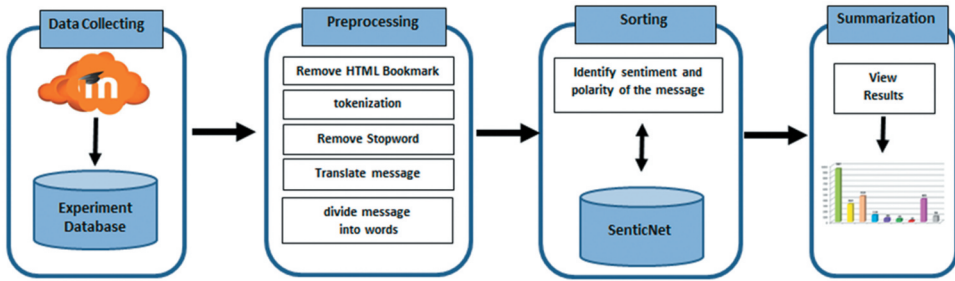 Data Collecting
m
Experiment
Database
Preprocessing
Remove HTML Bookmark
tokenization
Remove Stopword
Translate message
divide message
into words
Sorting
Identify sentiment and
polarity of the message
SenticNet
Summarization
View
Results